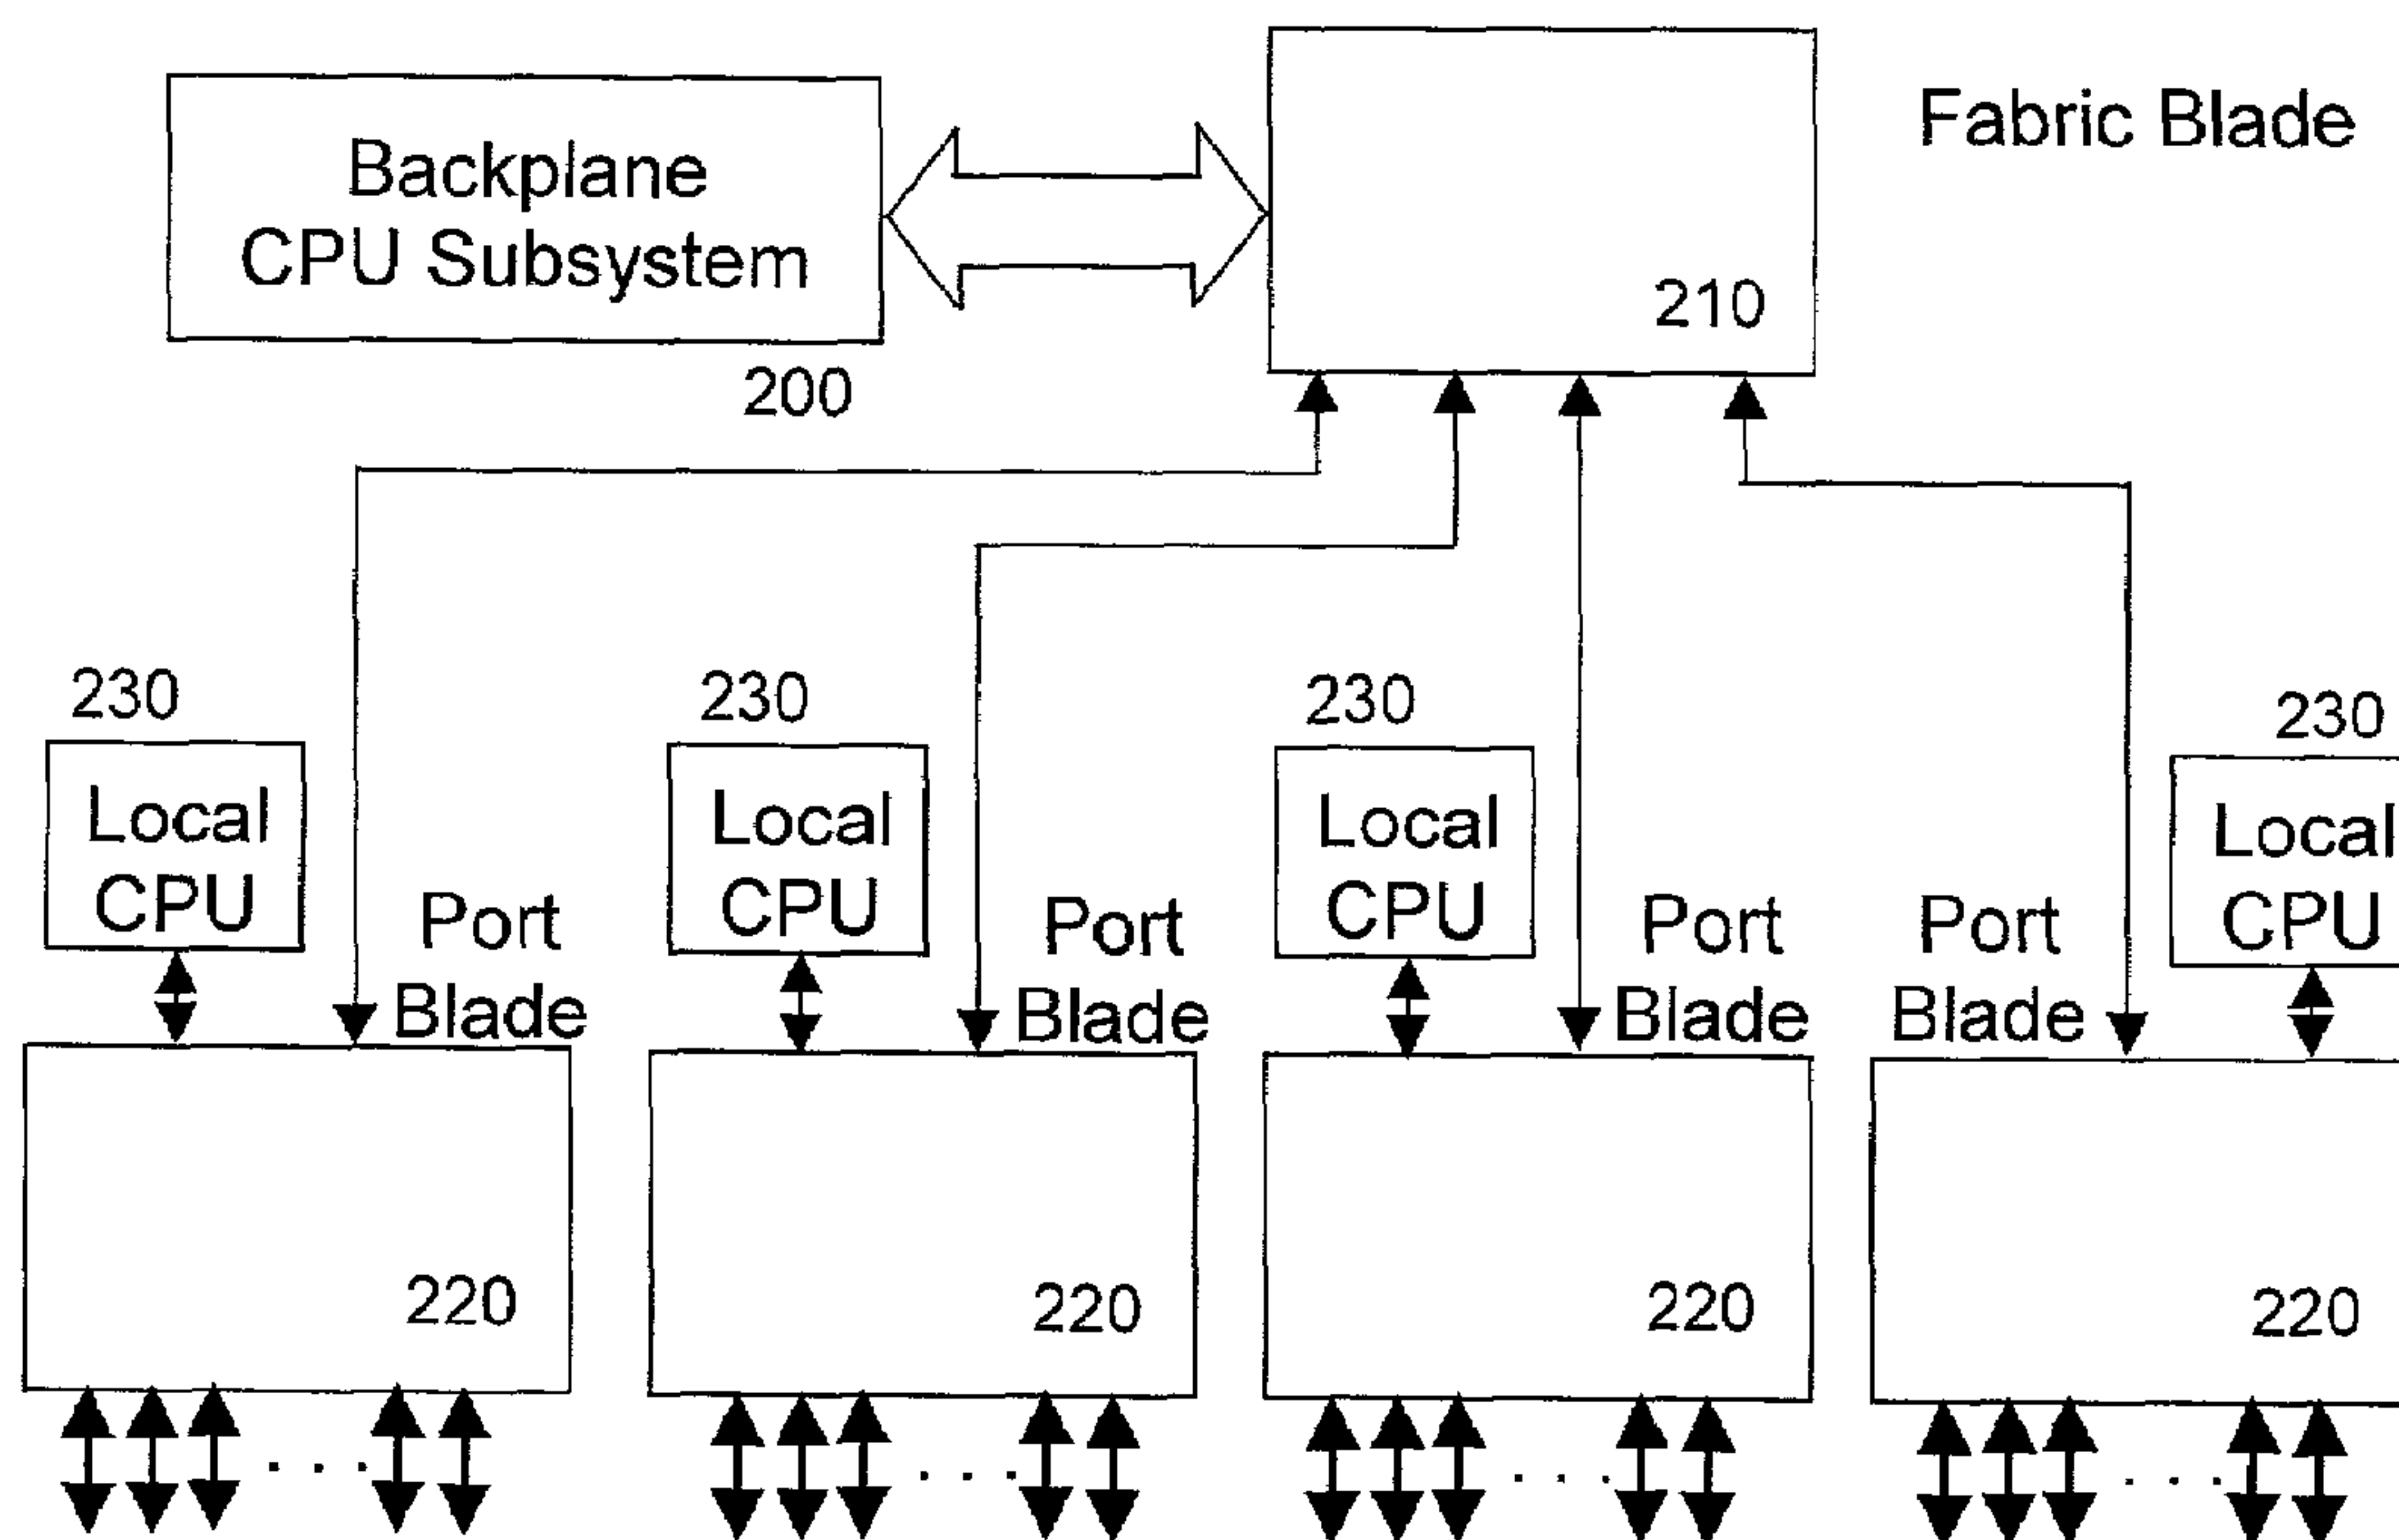 Fabric Blade
Backplane
CPU Subsystem
210
200
230
230
230
230
Local
CPU
Local
CPU
Local
CPU
Local
CPU
Port
Blade
Port
Blade
Port
Blade
Port
Blade
220
220
220
220